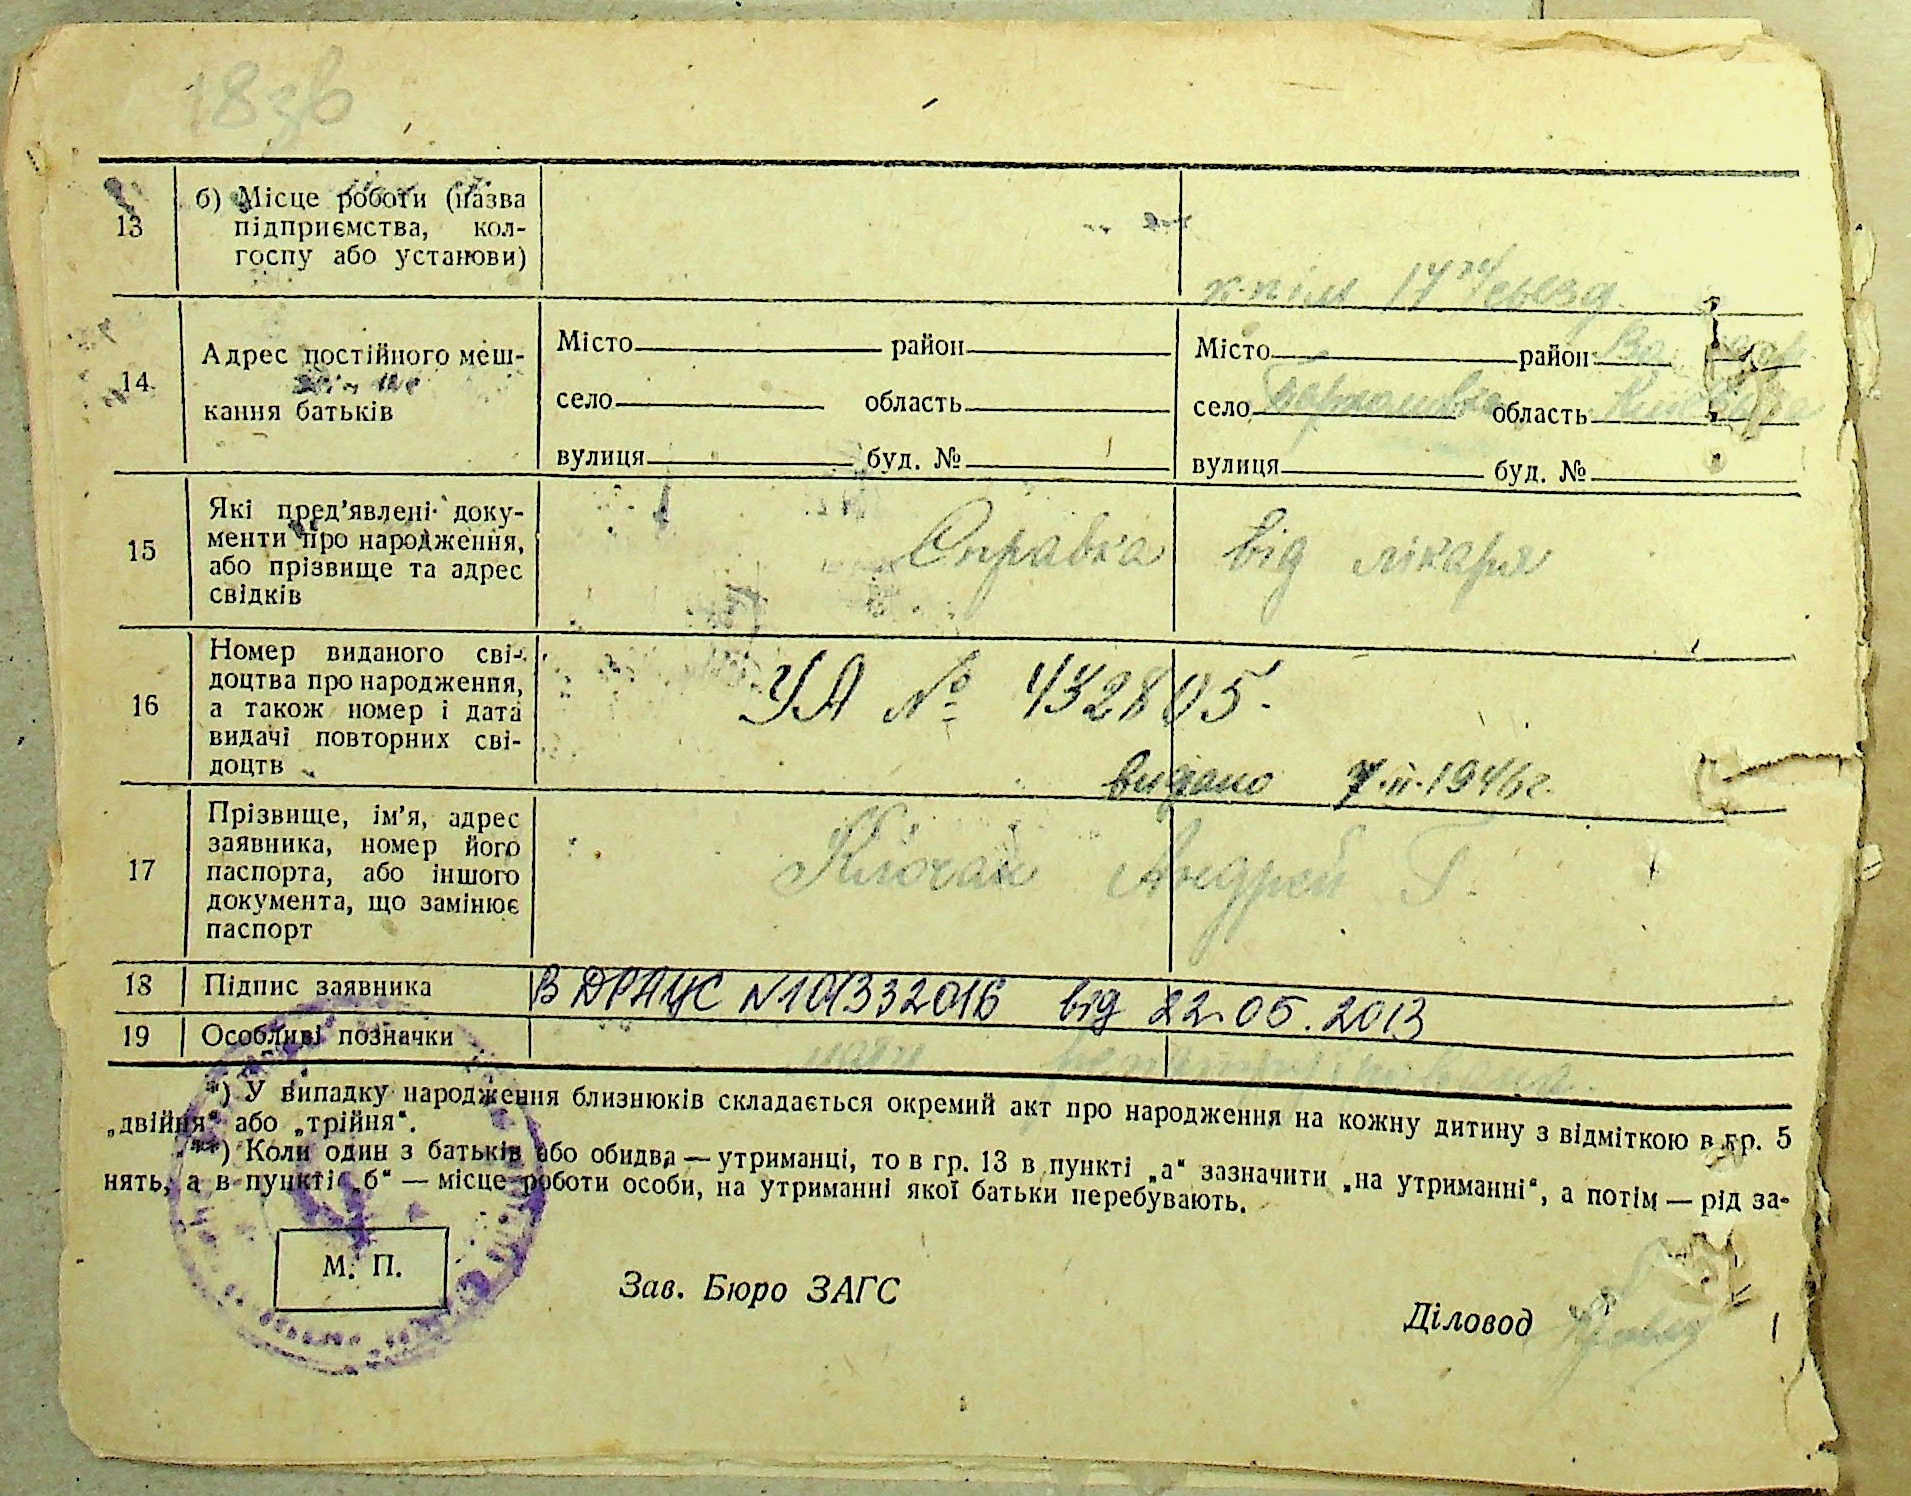 18зв
13
б) Місце роботи (назва
підприємства, кол-
госпу або установи)
14
Адрес постійного меш-
кання батьків
Місто район
село область
вулиця буд. №
Місто район
село область
вулиця буд. №
15
Які пред'явлені доку-
менти про народження,
або прізвище та адрес
свідків
Справка від лікаря
16
Номер виданого сві-
доцтва про народження,
а також номер і дата
видачі повторних сві-
доцтв
УА № 432805.
видано 7·II·1946г.
17
Прізвище, ім'я, адрес
заявника, номер його
паспорта, або іншого
документа, що замінює
паспорт
Клочан Андрей Г.
18
Підпис заявника
В ДРАЦС N101332016 від 22.05.2013
19
Особливі позначки
*) У випадку народження близнюків складається окремий акт про народження на кожну дитину з відміткою в гр. 5
„двійня“ або „трійня“.
**) Коли один з батьків або обидва — утриманці, то в гр. 13 в пункті „а“ зазначити „на утриманні“, а потім — рід за-
нять, а в пункті „б“ — місце роботи особи, на утриманні якої батьки перебувають.
М. П.
Зав. Бюро ЗАГС
Діловод